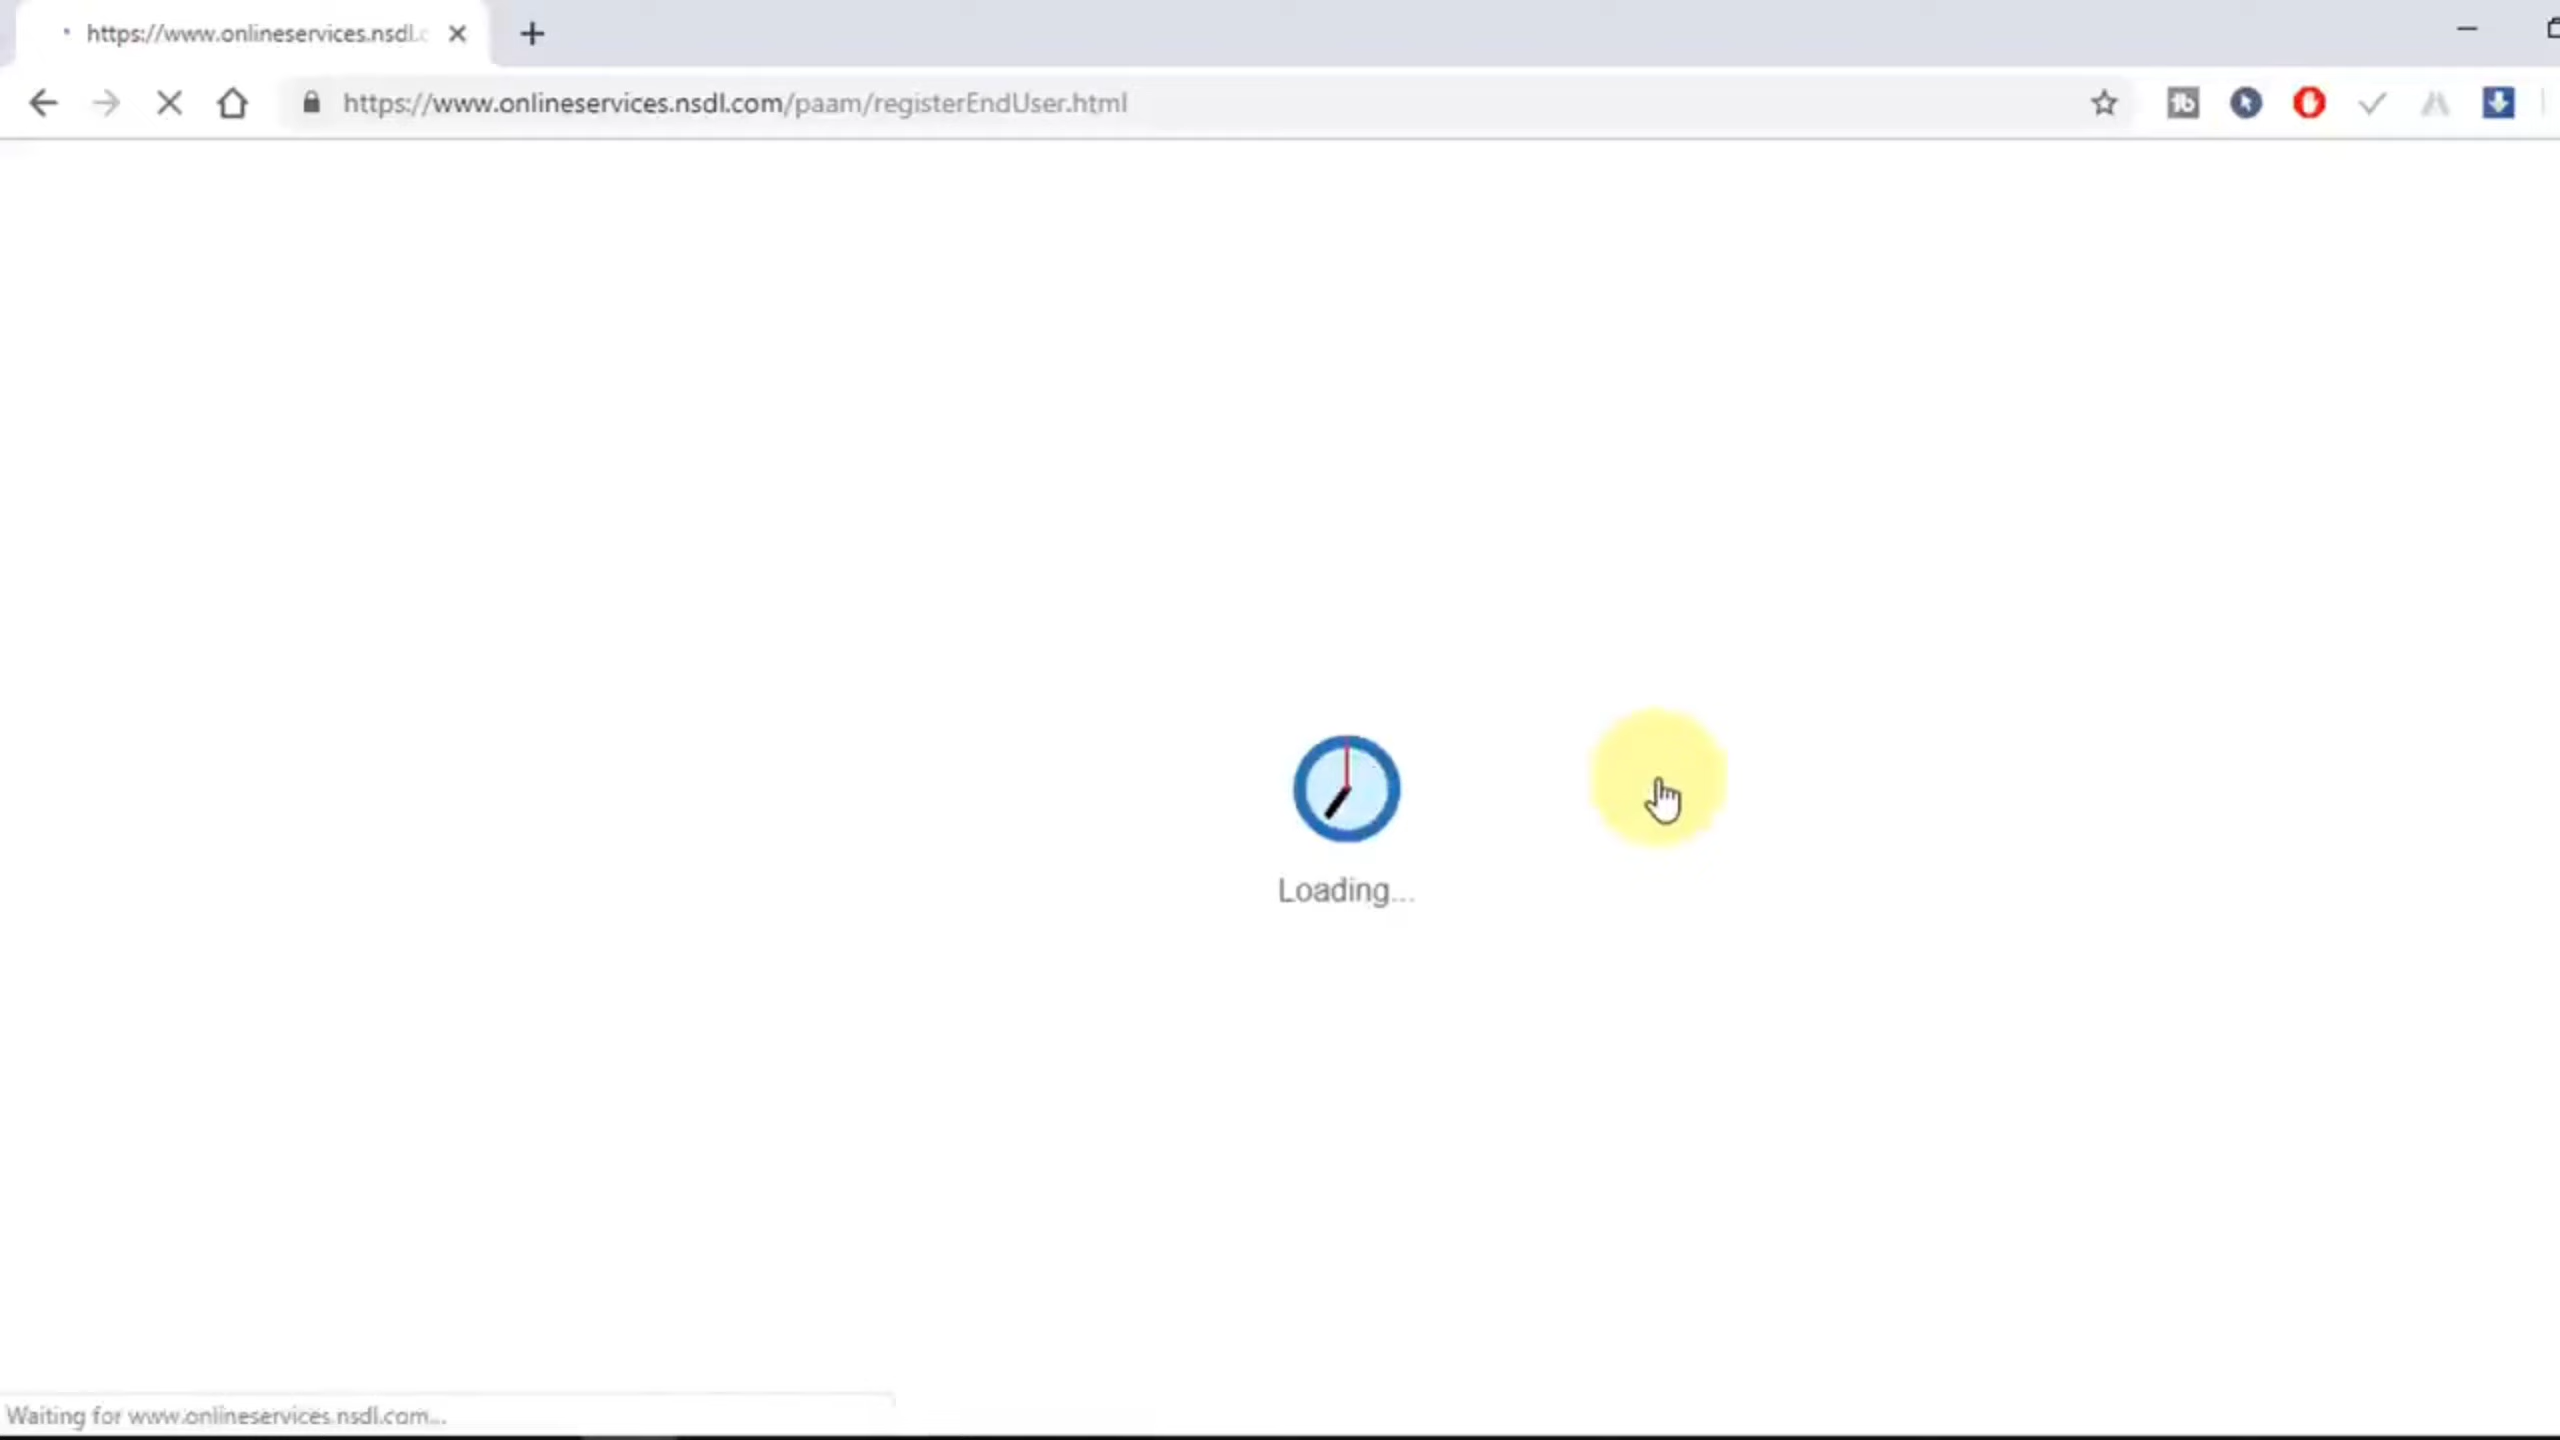 https://www.onlineservices.nsdl.c
https://www.onlineservices.nsdl.com/paam/registerEndUser.html
Loading...
Waiting for www.onlineservices.nsdl.com...